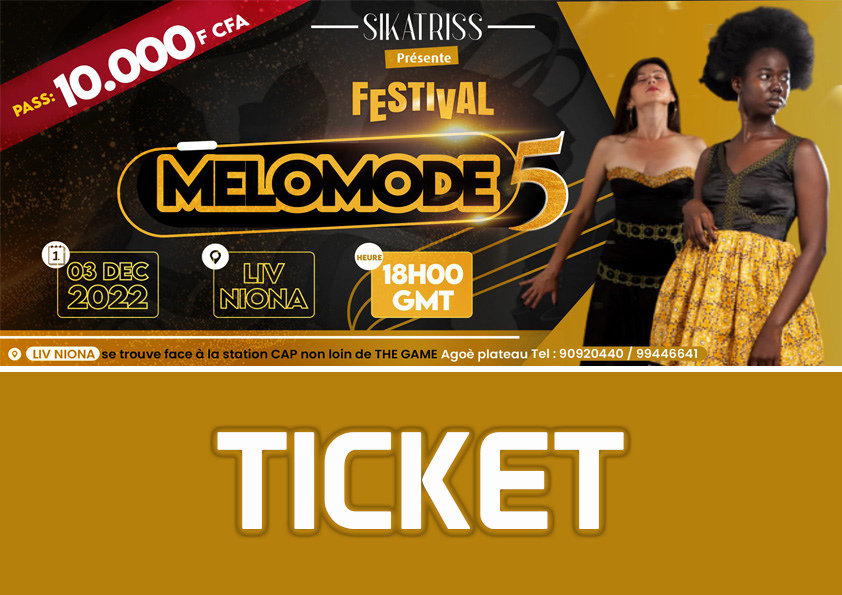 PASS: 10.000 F CFA
SIKATRISS
Présente
FESTIVAL
MELOMODE 5
1
03 DEC
2022
LIV
NIONA
HEURE
18H00
GMT
LIV NIONA se trouve face à la station CAP non loin de THE GAME Agoè plateau Tel : 90920440 / 99446641
TICKET